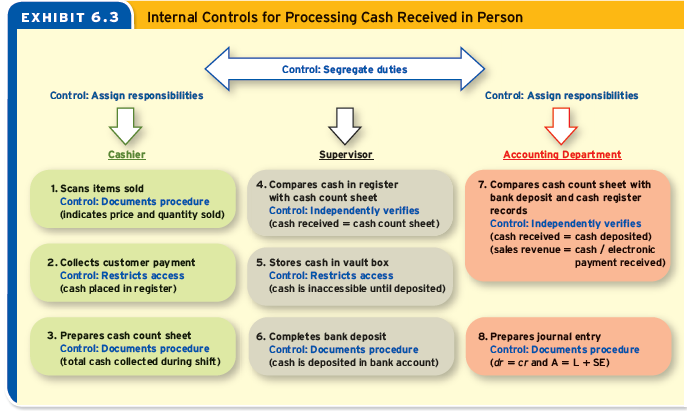 EXHIBIT 6.3 Internal Controls for Processing Cash Received in Person
Control: Segregate duties
Control: Assign responsibilities
Control: Assign responsibilities
Cashier
Supervisor
Accounting Department
1. Scans items sold
Control: Documents procedure
(indicates price and quantity sold)
2. Collects customer payment
Control: Restricts access
(cash placed in register)
3. Prepares cash count sheet
Control: Documents procedure
(total cash collected during shift)
4. Compares cash in register
with cash count sheet
Control: Independently verifies
(cash received = cash count sheet)
5. Stores cash in vault box
Control: Restricts access
(cash is inaccessible until deposited)
6. Completes bank deposit
Control: Documents procedure
(cash is deposited in bank account)
7. Compares cash count sheet with
bank deposit and cash register
records
Control: Independently verifies
(cash received = cash deposited)
(sales revenue = cash / electronic
payment received)
8. Prepares journal entry
Control: Documents procedure
(dr = cr and A = L + SE)